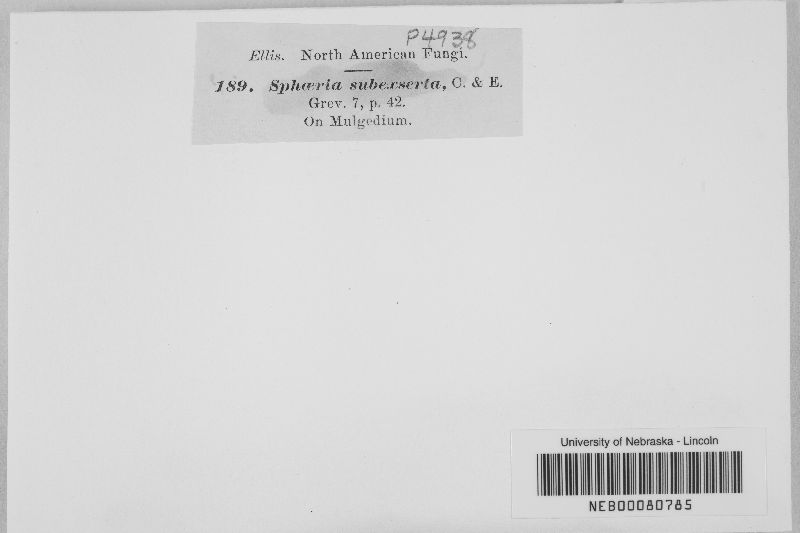 P4938
Ellis. North American Fungi.
189. Sphæria subexserta, C. & E.
Grev. 7, p. 42.
On Mulgedium.
University of Nebraska - Lincoln
NEB00080785